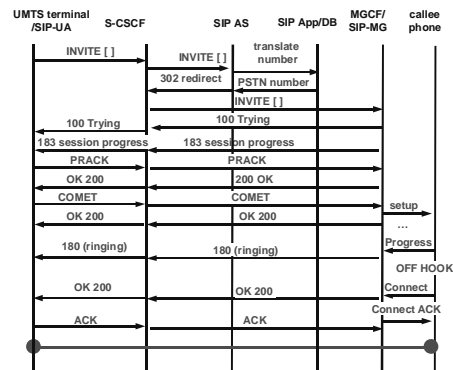 UMTS terminal
/SIP-UA
S-CSCF
SIP AS
SIP App/DB
MGCF/
SIP-MG
callee
phone
INVITE [ ]
INVITE [ ]
translate
number
302 redirect
PSTN number
INVITE [ ]
100 Trying
100 Trying
183 session progress
183 session progress
PRACK
PRACK
OK 200
200 OK
COMET
COMET
setup
OK 200
OK 200
...
180 (ringing)
180 (ringing)
Progress
OFF HOOK
OK 200
OK 200
Connect
Connect ACK
ACK
ACK